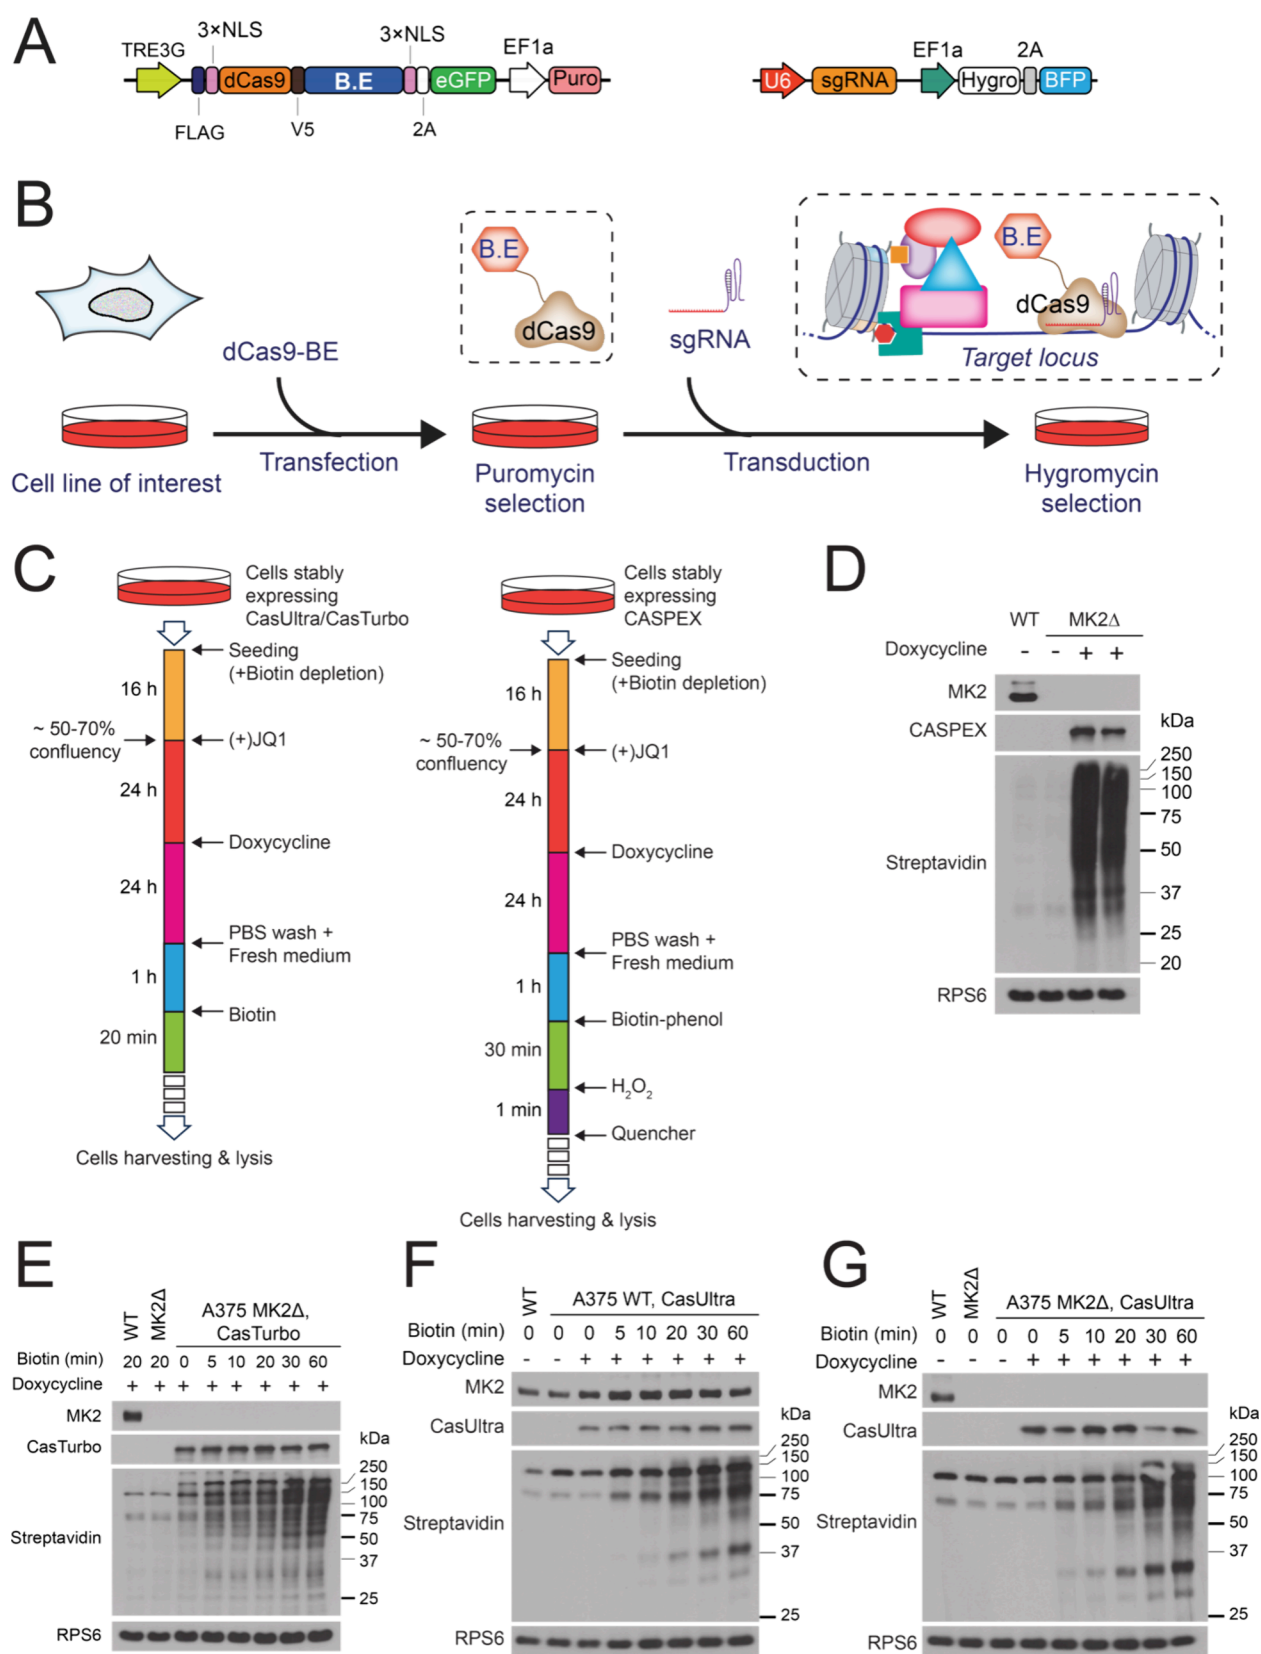 A
TRE3G
3×NLS
3×NLS
EF1a
dCas9
B.E
eGFP
Puro
FLAG
V5
2A
EF1a
2A
U6
sgRNA
Hygro
BFP
B
B.E
dCas9
dCas9-BE
sgRNA
B.E
dCas9
Target locus
Transfection
Transduction
Cell line of interest
Puromycin
selection
Hygromycin
selection
C
Cells stably
expressing
CasUltra/CasTurbo
Seeding
(+Biotin depletion)
16 h
~ 50-70%
confluency
(+)JQ1
24 h
Doxycycline
24 h
PBS wash +
Fresh medium
1 h
Biotin
20 min
Cells harvesting & lysis
Cells stably
expressing
CASPEX
Seeding
(+Biotin depletion)
16 h
~ 50-70%
confluency
(+)JQ1
24 h
Doxycycline
24 h
PBS wash +
Fresh medium
1 h
Biotin-phenol
30 min
H2O2
1 min
Quencher
Cells harvesting & lysis
D
WT MK2Δ
Doxycycline - - + +
MK2
CASPEX
kDa
250
150
100
75
50
Streptavidin
37
25
20
RPS6
E
WT MK2Δ A375 MK2Δ,
CasTurbo
Biotin (min) 20 20 0 5 10 20 30 60
Doxycycline + + + + + + + +
MK2
CasTurbo
kDa
250
150
100
75
50
Streptavidin
37
25
RPS6
F
WT A375 WT, CasUltra
Biotin (min) 0 0 0 5 10 20 30 60
Doxycycline - - + + + + + +
MK2
CasUltra
kDa
250
150
100
75
50
Streptavidin
37
25
RPS6
G
WT MK2Δ A375 MK2Δ, CasUltra
Biotin (min) 0 0 0 0 5 10 20 30 60
Doxycycline - - - + + + + + +
MK2
CasUltra
kDa
250
150
100
75
50
Streptavidin
37
25
RPS6